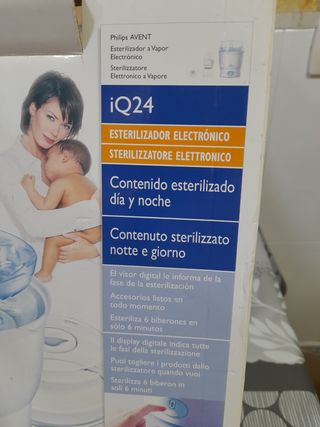 Philips AVENT
Esterilizador a Vapor
Electrónico
Sterilizzatore
Elettronico a Vapore
iQ24
ESTERILIZADOR ELECTRÓNICO
STERILIZZATORE ELETTRONICO
Contenido esterilizado
día y noche
Contenuto sterilizzato
notte e giorno
El visor digital le informa de la
fase de la esterilización
Accesorios listos en
todo momento
Esteriliza 6 biberones en
sólo 6 minutos
Il display digitale indica tutte
le fasi della sterilizzazione
Puoi togliere i prodotti dallo
sterilizzatore quando vuoi
Sterilizza 6 biberon in
soli 6 minuti